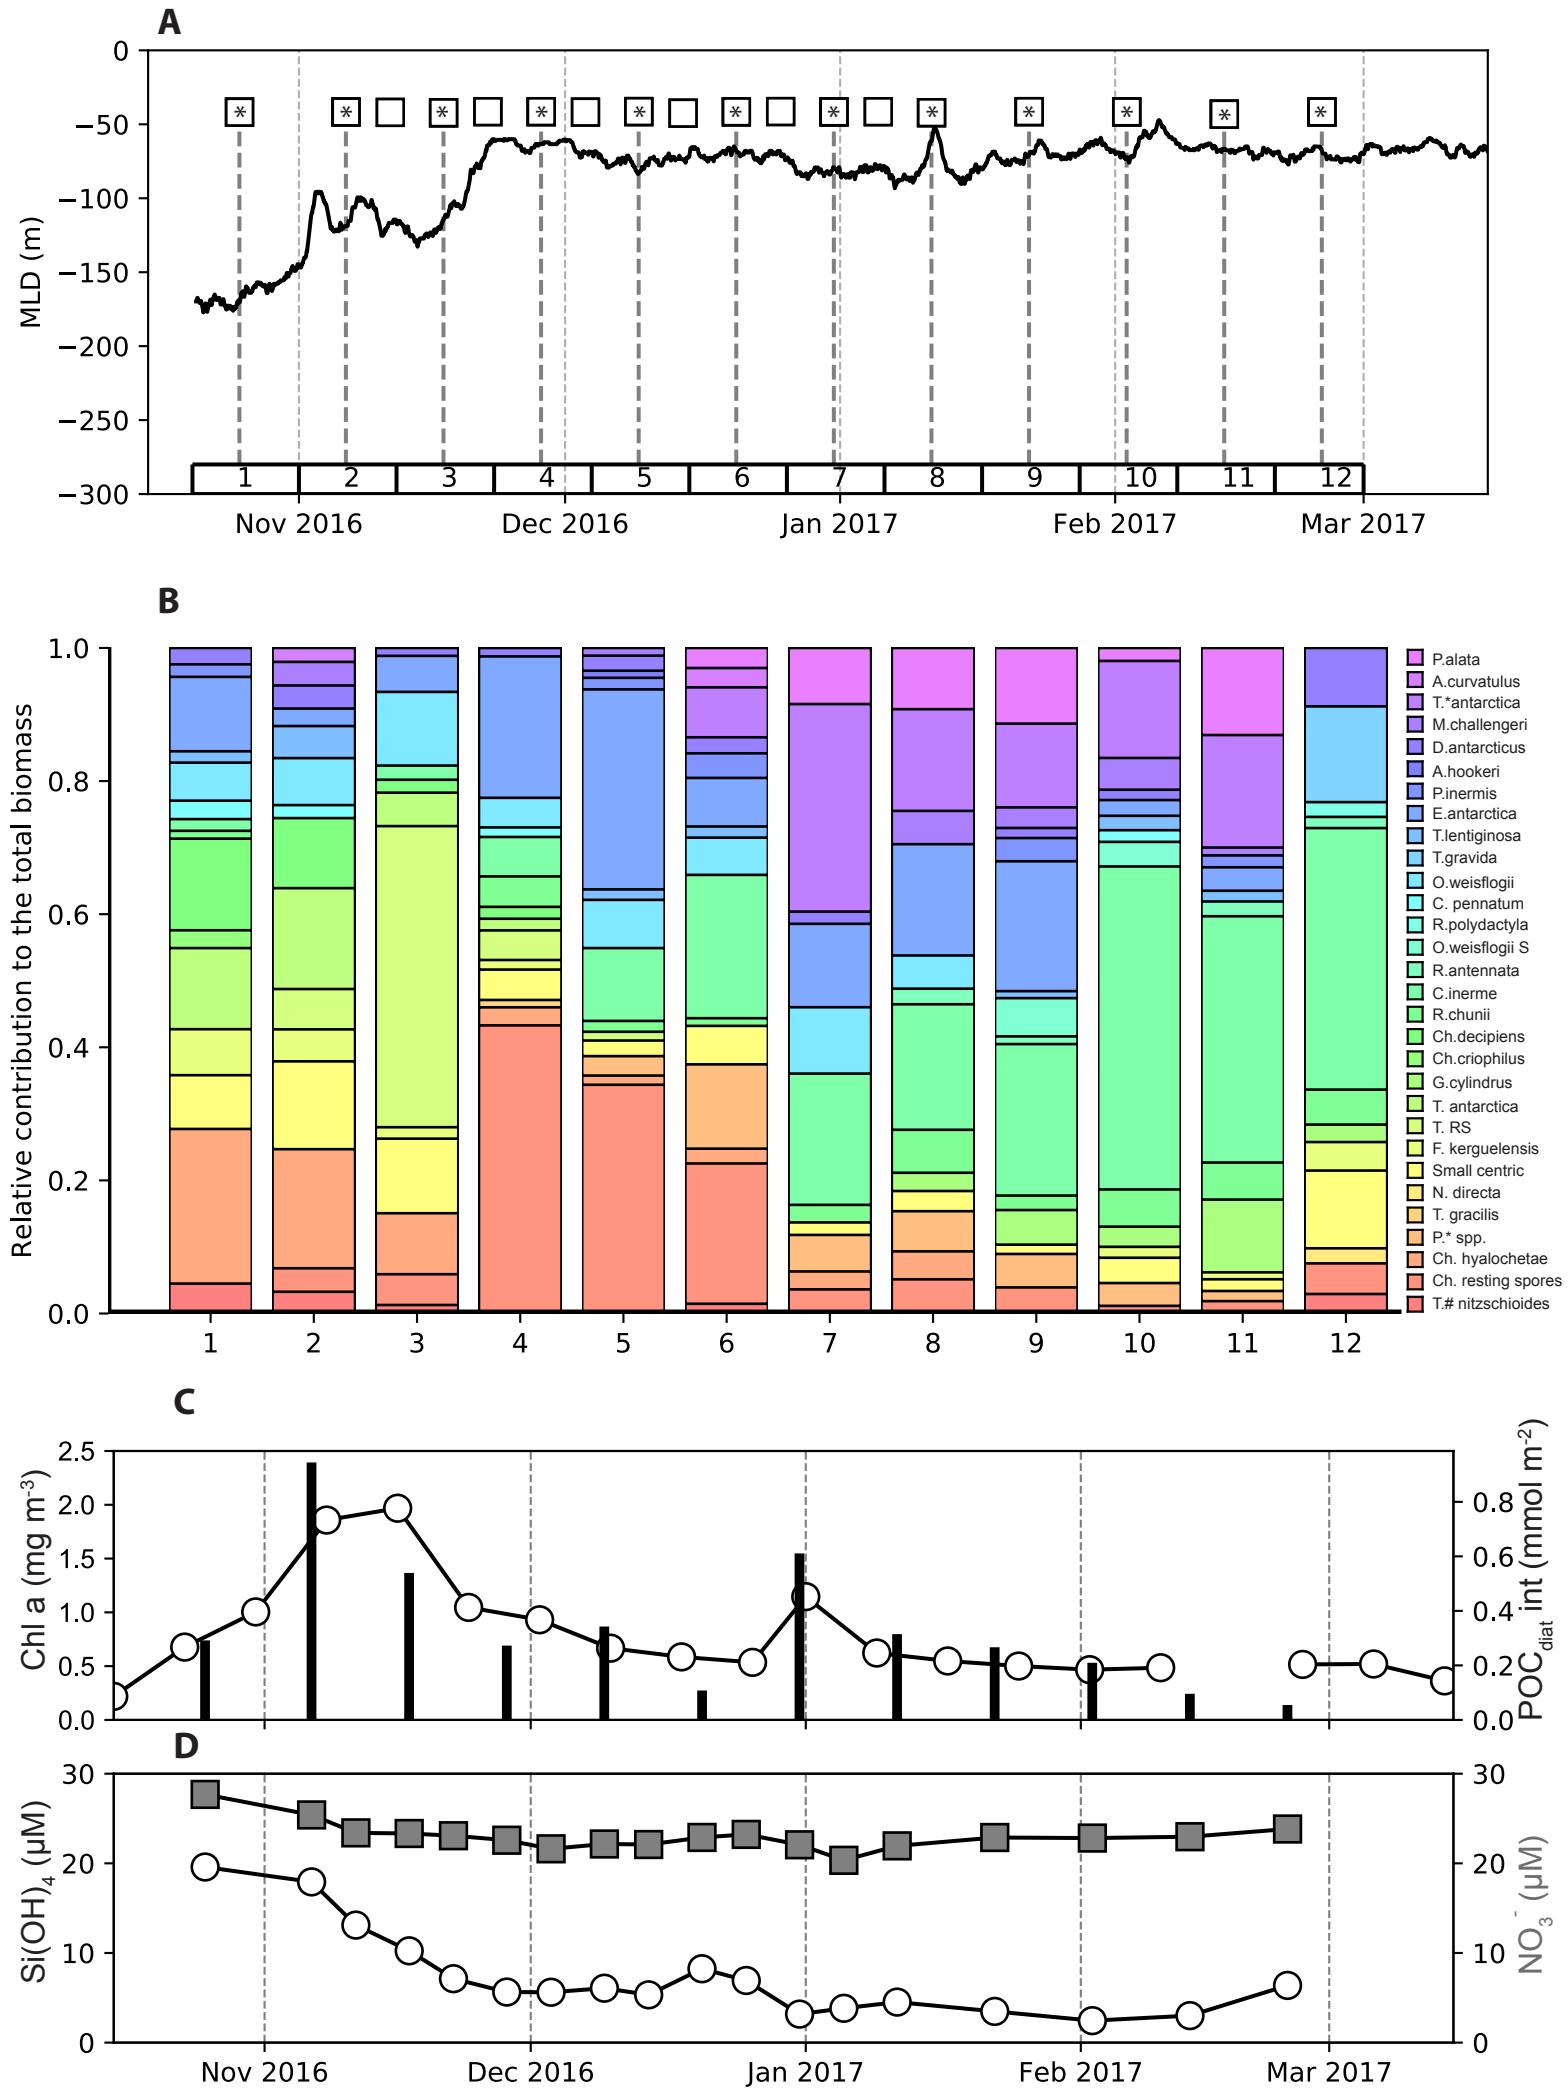 A
0
−50
−100
−150
−200
−250
−300
MLD (m)
* * * * * * * * * * * *
1 2 3 4 5 6 7 8 9 10 11 12
Nov 2016 Dec 2016 Jan 2017 Feb 2017 Mar 2017
B
Relative contribution to the total biomass
1.0
0.8
0.6
0.4
0.2
0.0
1 2 3 4 5 6 7 8 9 10 11 12
P.alata
A.curvatulus
T.*antarctica
M.challengeri
D.antarcticus
A.hookeri
P.inermis
E.antarctica
T.lentiginosa
T.gravida
O.weisflogii
C. pennatum
R.polydactyla
O.weisflogii S
R.antennata
C.inerme
R.chunii
Ch.decipiens
Ch.criophilus
G.cylindrus
T. antarctica
T. RS
F. kerguelensis
Small centric
N. directa
T. gracilis
P.* spp.
Ch. hyalochetae
Ch. resting spores
T.# nitzschioides
C
Chl a (mg m-3)
2.5
2.0
1.5
1.0
0.5
0.0
0.8
0.6
0.4
0.2
0.0
POCdiat int (mmol m-2)
D
Si(OH)4 (µM)
30
20
10
0
30
20
10
0
NO3- (µM)
Nov 2016 Dec 2016 Jan 2017 Feb 2017 Mar 2017